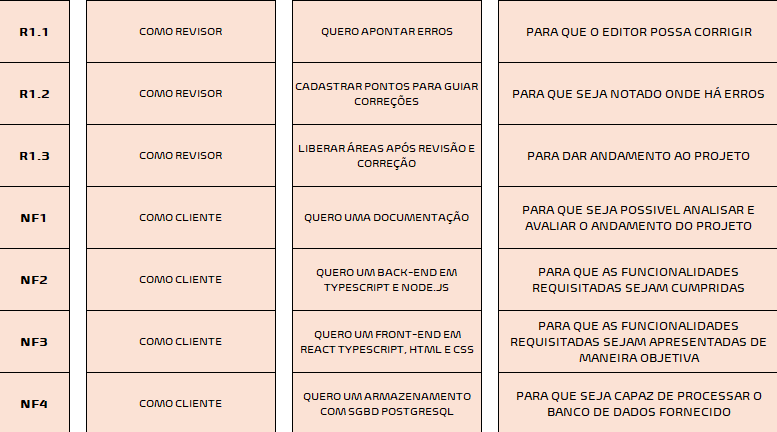 R1.1 COMO REVISOR QUERO APONTAR ERROS PARA QUE O EDITOR POSSA CORRIGIR
R1.2 COMO REVISOR CADASTRAR PONTOS PARA GUIAR
CORREÇÕES PARA QUE SEJA NOTADO ONDE HÁ ERROS
R1.3 COMO REVISOR LIBERAR ÁREAS APÓS REVISÃO E
CORREÇÃO PARA DAR ANDAMENTO AO PROJETO
NF1 COMO CLIENTE QUERO UMA DOCUMENTAÇÃO PARA QUE SEJA POSSIVEL ANALISAR E
AVALIAR O ANDAMENTO DO PROJETO
NF2 COMO CLIENTE QUERO UM BACK-END EM
TYPESCRIPT E NODE.JS PARA QUE AS FUNCIONALIDADES
REQUISITADAS SEJAM CUMPRIDAS
NF3 COMO CLIENTE QUERO UM FRONT-END EM
REACT TYPESCRIPT, HTML E CSS PARA QUE AS FUNCIONALIDADES
REQUISITADAS SEJAM APRESENTADAS DE
MANEIRA OBJETIVA
NF4 COMO CLIENTE QUERO UM ARMAZENAMENTO
COM SGBD POSTGRESQL PARA QUE SEJA CAPAZ DE PROCESSAR O
BANCO DE DADOS FORNECIDO